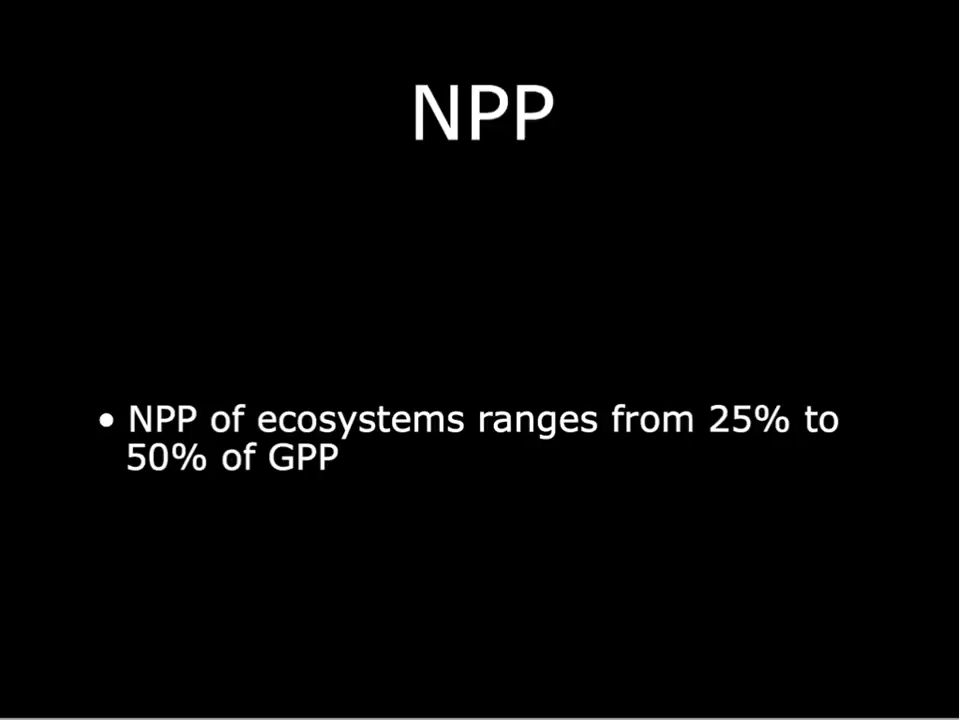 NPP
• NPP of ecosystems ranges from 25% to
50% of GPP